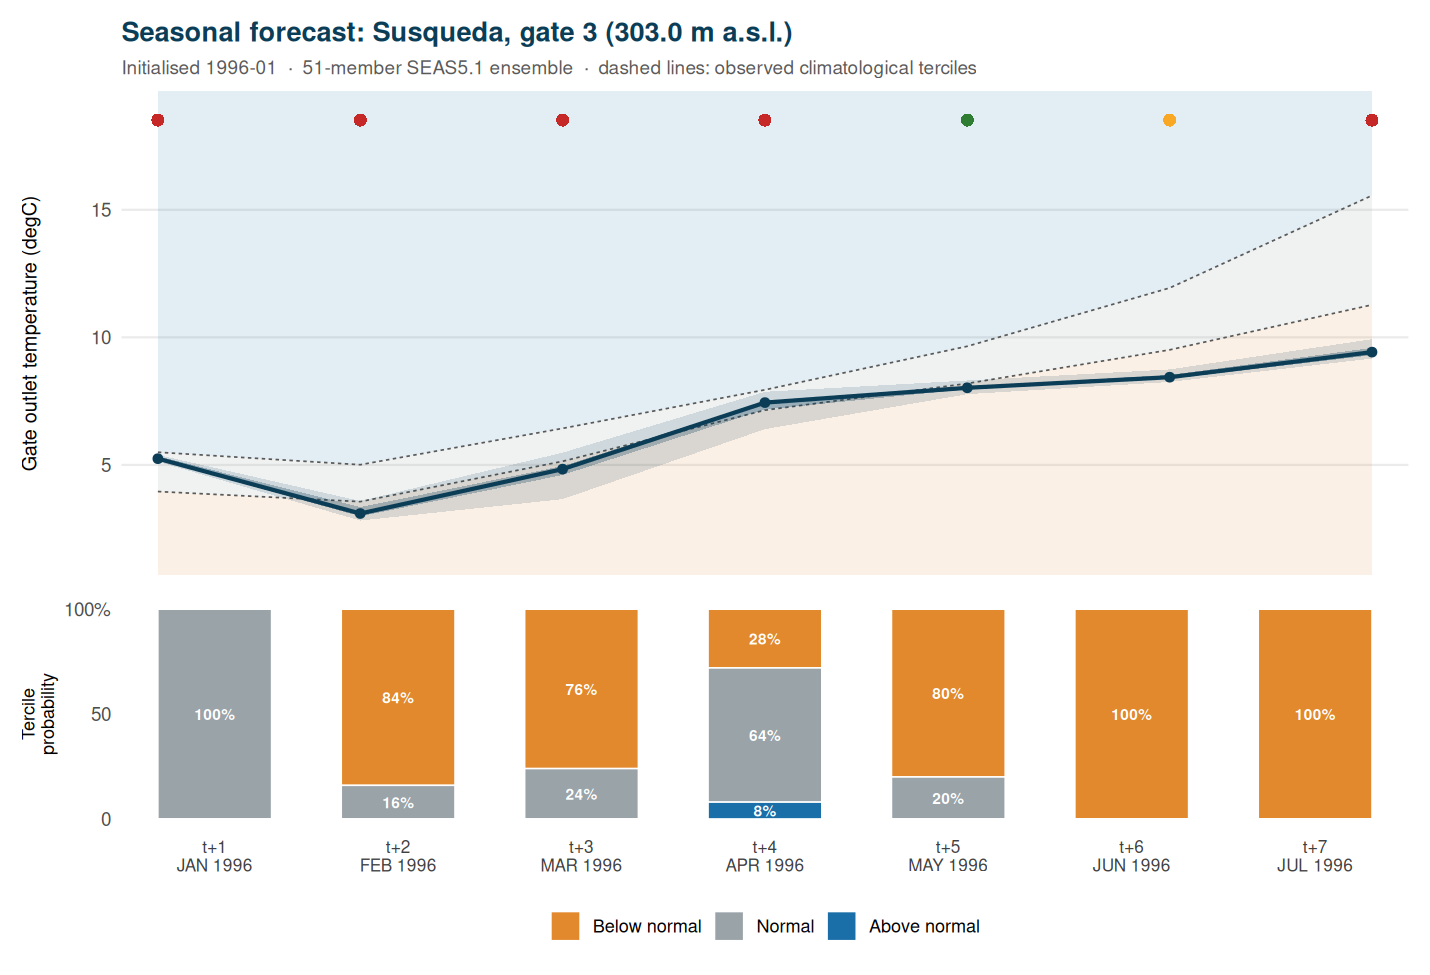 Seasonal forecast: Susqueda, gate 3 (303.0 m a.s.l.)
Initialised 1996-01 · 51-member SEAS5.1 ensemble · dashed lines: observed climatological terciles
Gate outlet temperature (degC)
15
10
5
Tercile
probability
100%
50
0
100%
84%
16%
76%
24%
28%
64%
8%
80%
20%
100%
100%
t+1
JAN 1996
t+2
FEB 1996
t+3
MAR 1996
t+4
APR 1996
t+5
MAY 1996
t+6
JUN 1996
t+7
JUL 1996
Below normal
Normal
Above normal